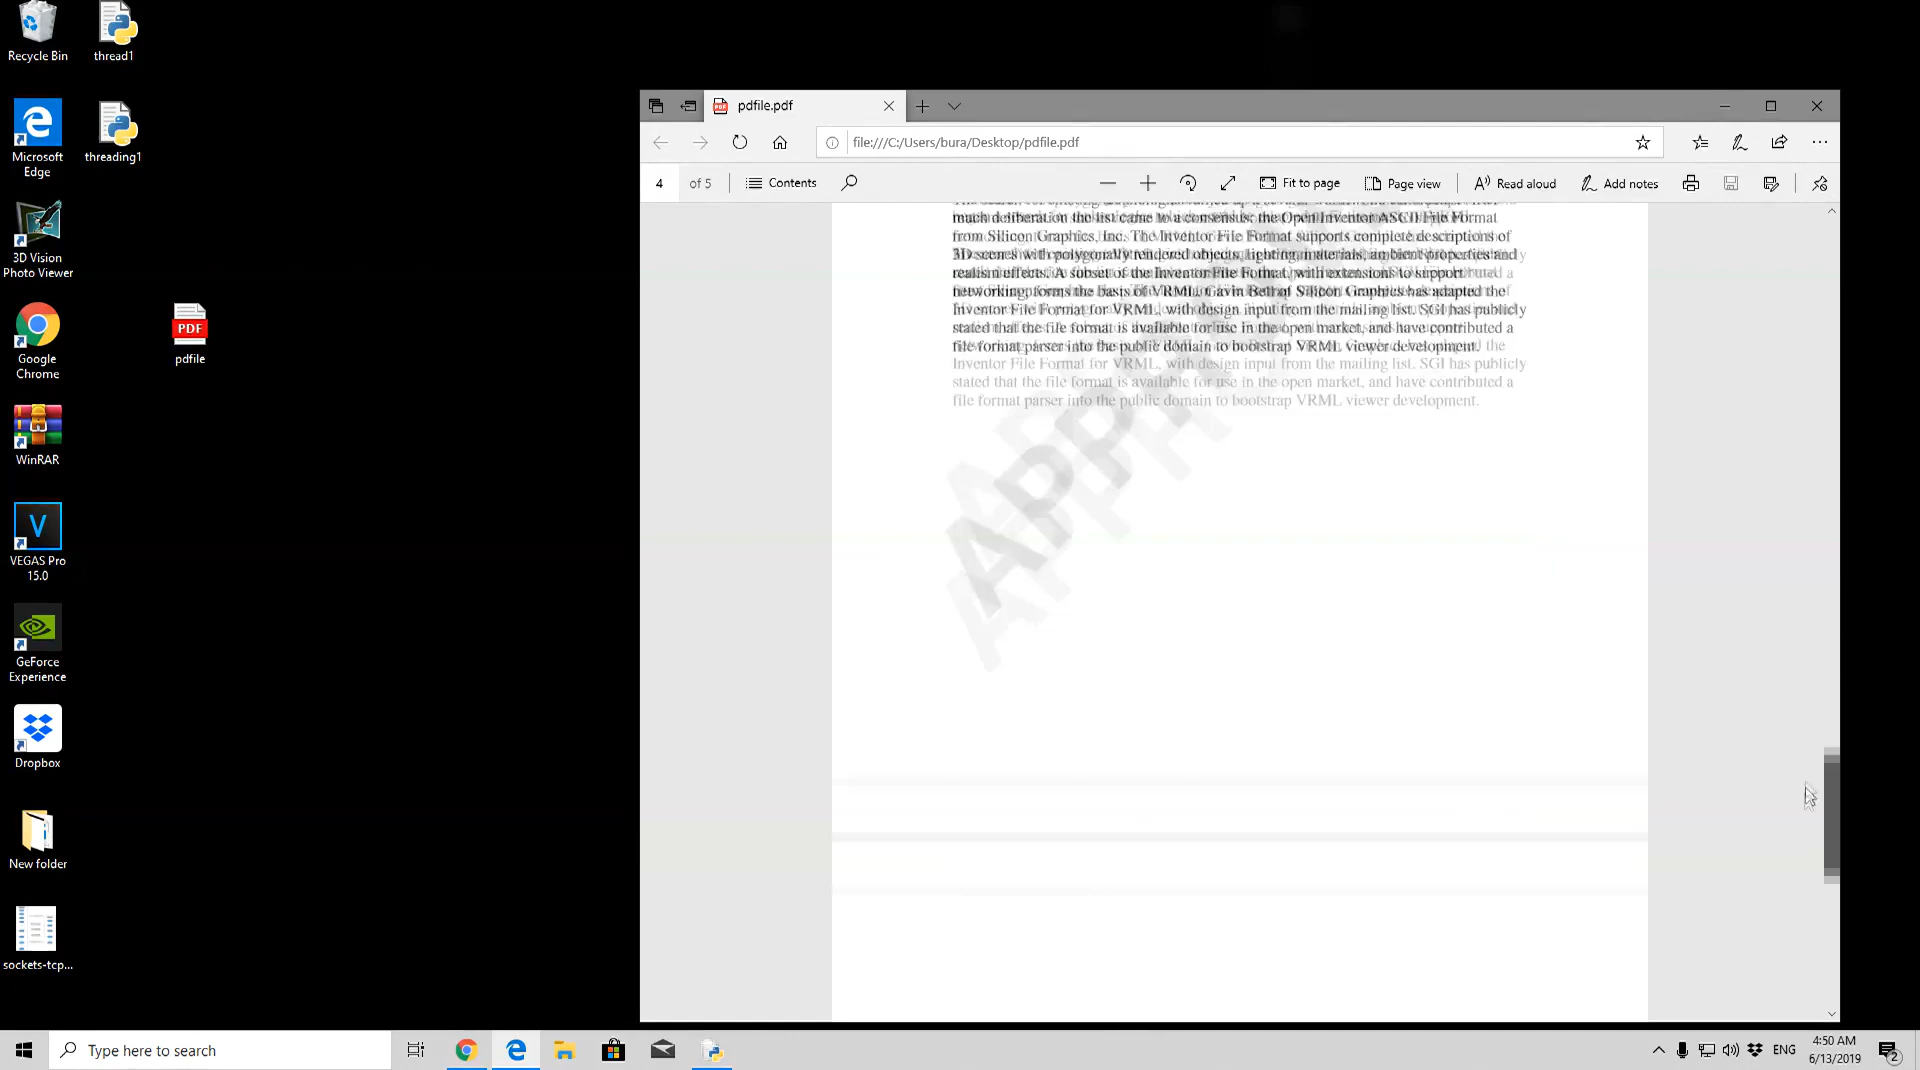 Recycle Bin
thread1
Microsoft
Edge
threading1
3D Vision
Photo Viewer
Google
Chrome
PDF
pdfile
WinRAR
VEGAS Pro
15.0
GeForce
Experience
Dropbox
New folder
sockets-tcp...
pdfile.pdf
file:///C:/Users/bura/Desktop/pdfile.pdf
4 of 5
Contents
Fit to page
Page view
Read aloud
Add notes
much deliberation the list came to a consensus: the Open Inventor ASCII File Format
from Silicon Graphics, Inc. The Inventor File Format supports complete descriptions of
3D scenes with polygonally rendered objects, lighting, materials, ambient properties and
realism effects. A subset of the Inventor File Format, with extensions to support
networking, forms the basis of VRML. Gavin Bell of Silicon Graphics has adapted the
Inventor File Format for VRML, with design input from the mailing list. SGI has publicly
stated that the file format is available for use in the open market, and have contributed a
file format parser into the public domain to bootstrap VRML viewer development.
Inventor File Format for VRML, with design input from the mailing list. SGI has publicly
stated that the file format is available for use in the open market, and have contributed a
file format parser into the public domain to bootstrap VRML viewer development.
Type here to search
ENG
4:50 AM
6/13/2019
2